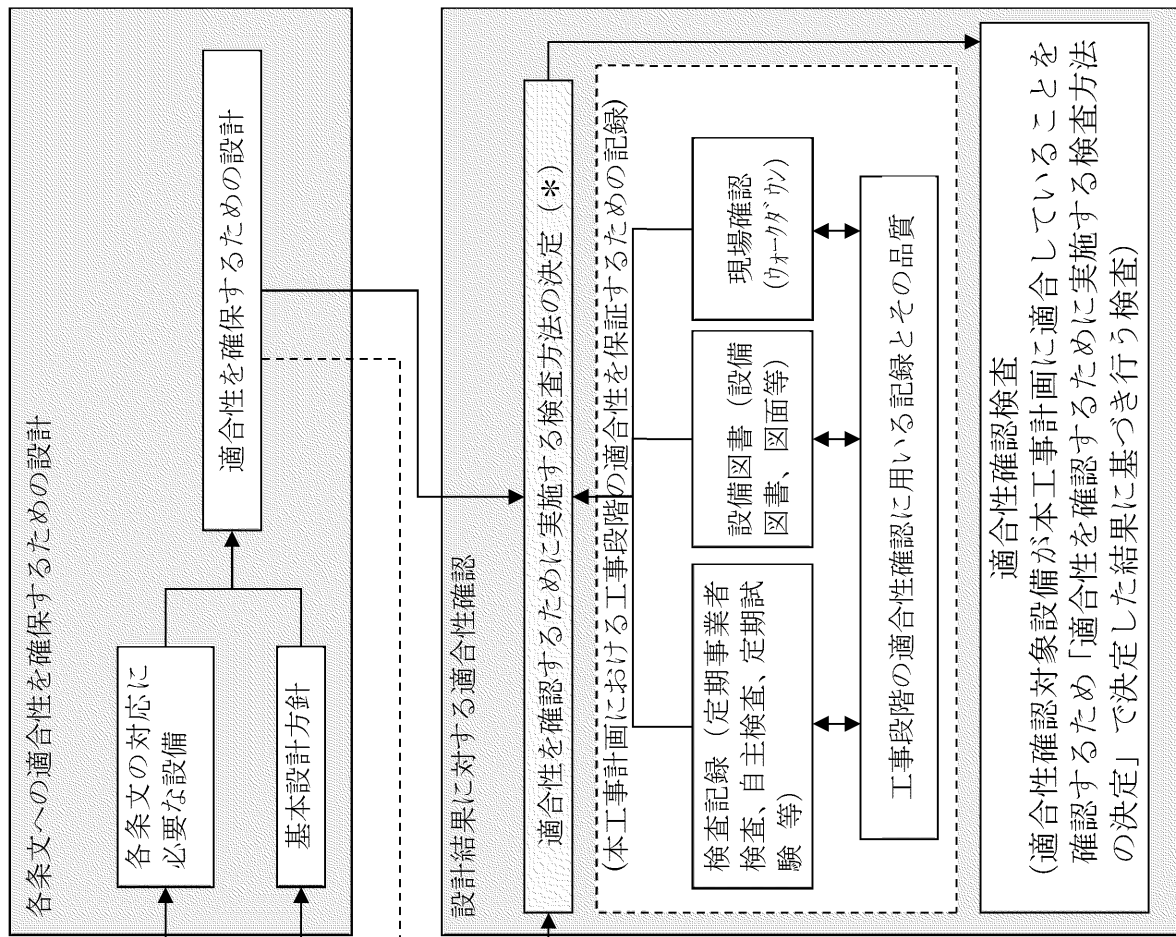 各条文への適合性を確保するための設計
各条文の対応に
必要な設備
基本設計方針
適合性を確保するための設計
設計結果に対する適合性確認
適合性を確認するために実施する検査方法の決定（＊）
(本工事計画における工事段階の適合性を保証するための記録)
検査記録（定期事業者
検査、自主検査、定期試
験 等）
設備図書（設備
図書、図面等）
現場確認
(ｳｫｰｸﾀﾞｳﾝ)
工事段階の適合性確認に用いる記録とその品質
適合性確認検査
(適合性確認対象設備が本工事計画に適合していることを
確認するため「適合性を確認するために実施する検査方法
の決定」で決定した結果に基づき行う検査)